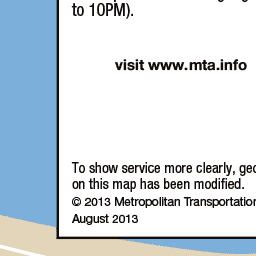 to 10PM).
visit www.mta.info
To show service more clearly, geo
on this map has been modified.
© 2013 Metropolitan Transportation
August 2013